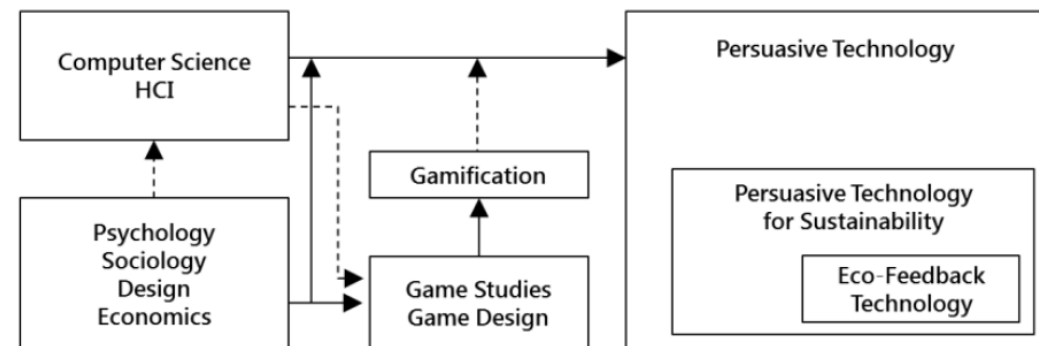 Computer Science
HCI
Persuasive Technology
Gamification
Persuasive Technology
for Sustainability
Psychology
Sociology
Design
Economics
Game Studies
Game Design
Eco-Feedback
Technology